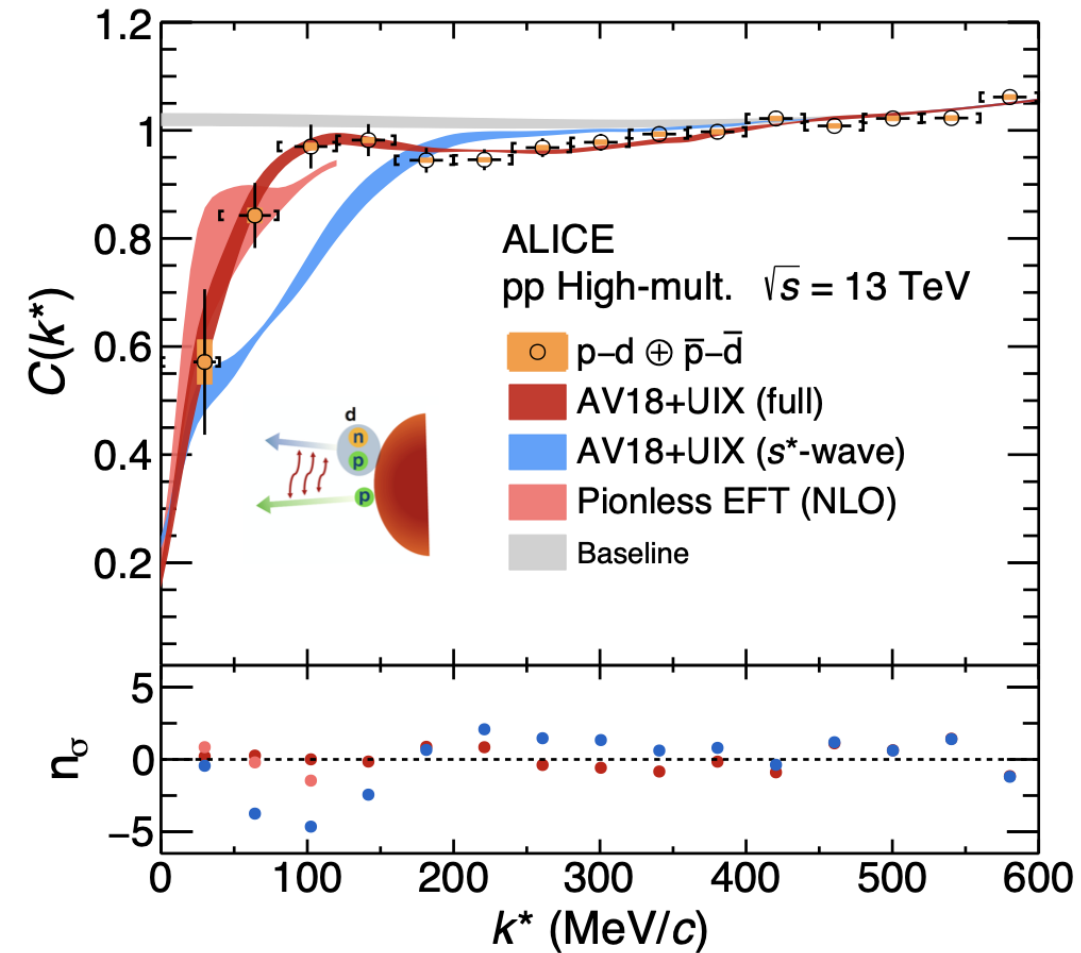 1.2
1
0.8
0.6
0.4
0.2
C(k*)
ALICE
pp High-mult. √s = 13 TeV
p–d ⊕ p̅–d̅
AV18+UIX (full)
AV18+UIX (s*-wave)
Pionless EFT (NLO)
Baseline
d
n
p
p
5
0
−5
nσ
0 100 200 300 400 500 600
k* (MeV/c)